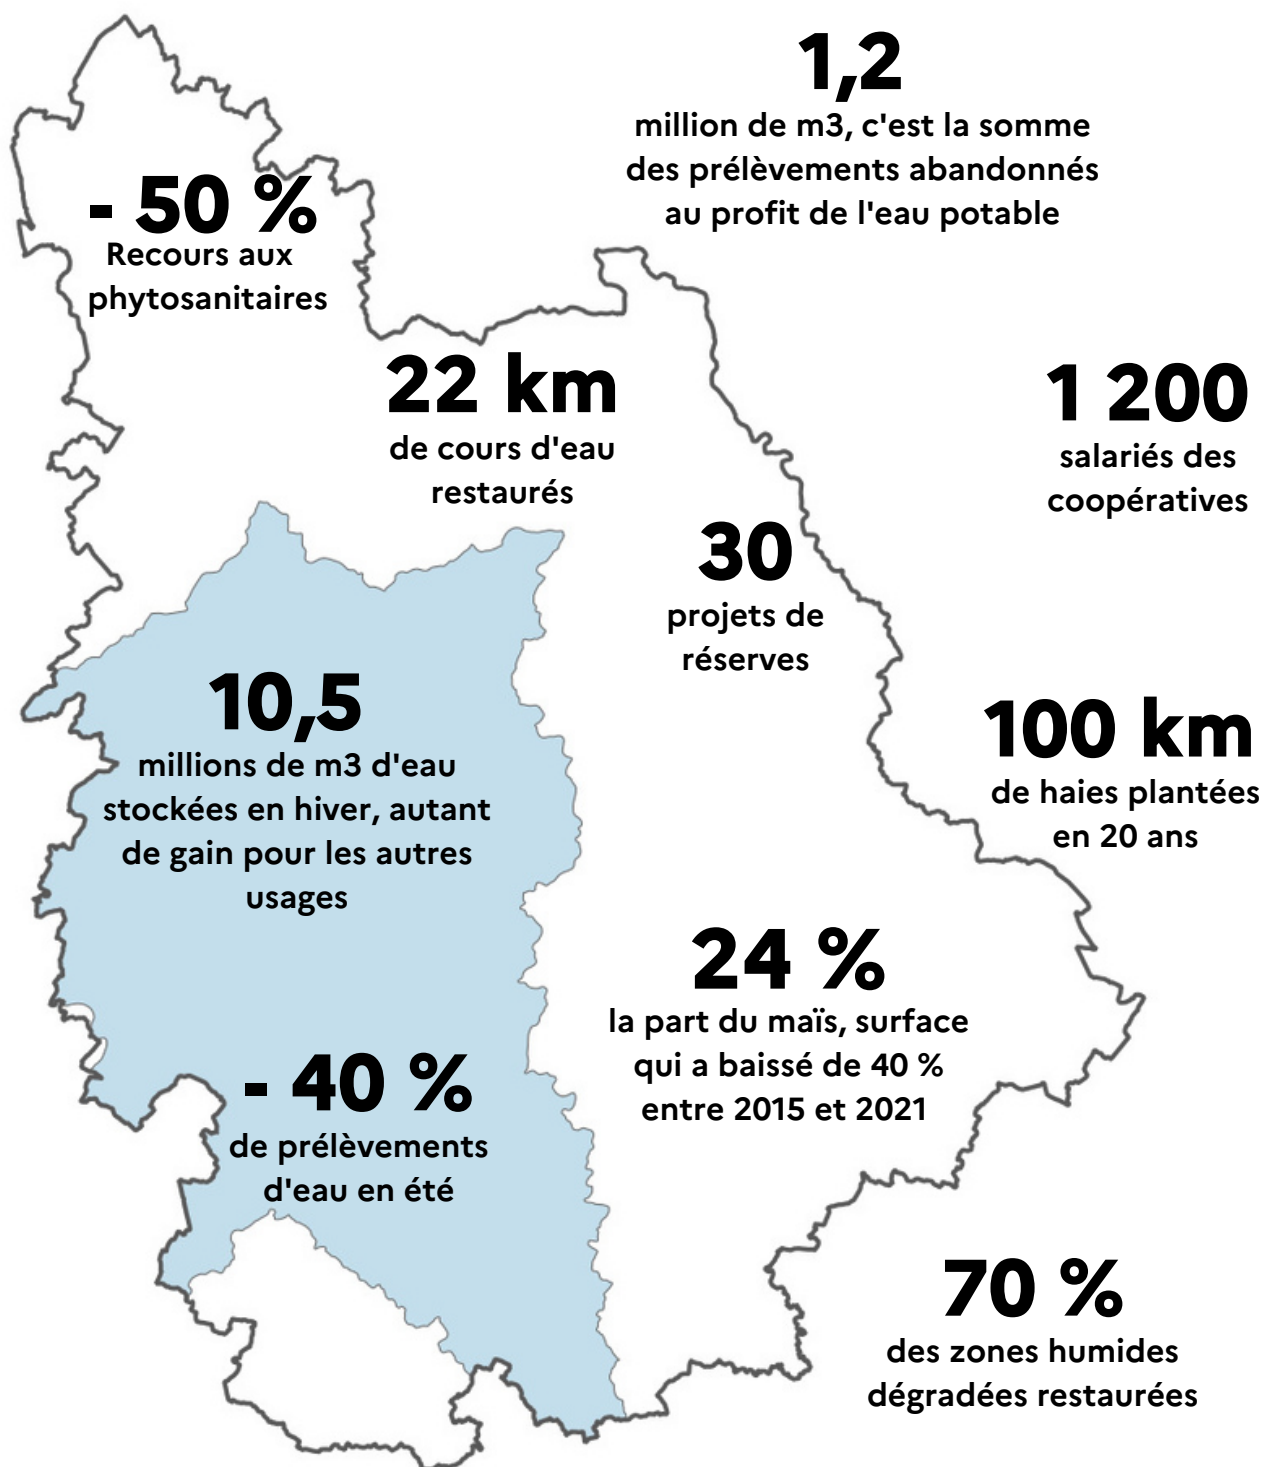 1,2
million de m3, c'est la somme
des prélèvements abandonnés
au profit de l'eau potable
- 50 %
Recours aux
phytosanitaires
22 km
de cours d'eau
restaurés
1 200
salariés des
coopératives
30
projets de
réserves
10,5
millions de m3 d'eau
stockées en hiver, autant
de gain pour les autres
usages
100 km
de haies plantées
en 20 ans
24 %
la part du maïs, surface
qui a baissé de 40 %
entre 2015 et 2021
- 40 %
de prélèvements
d'eau en été
70 %
des zones humides
dégradées restaurées